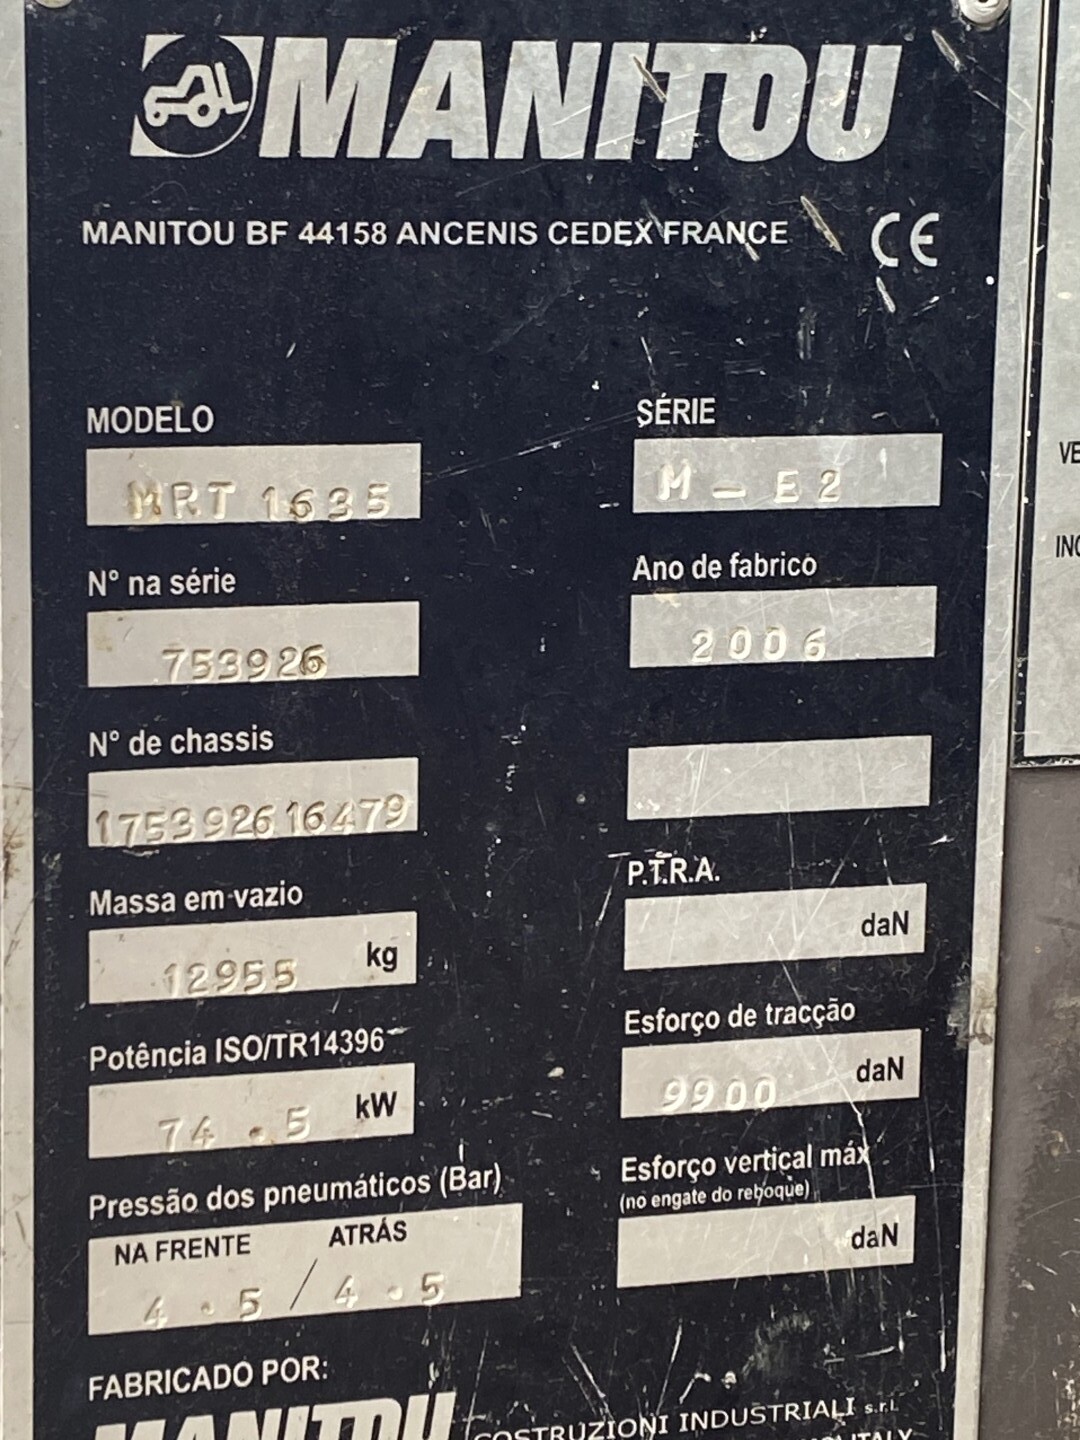 MANITOU
MANITOU BF 44158 ANCENIS CEDEX FRANCE CE
MODELO
MRT 1635
SÉRIE
M - E2
N° na série
753926
Ano de fabrico
2006
N° de chassis
175392616479
Massa em vazio
12955 kg
P.T.R.A.
daN
Potência ISO/TR14396
74.5 kW
Esforço de tracção
9900 daN
Pressão dos pneumáticos (Bar)
NA FRENTE ATRÁS
4.5 / 4.5
Esforço vertical máx
(no engate do reboque)
daN
FABRICADO POR:
MANITOU
COSTRUZIONI INDUSTRIALI s.r.l.
ITALY